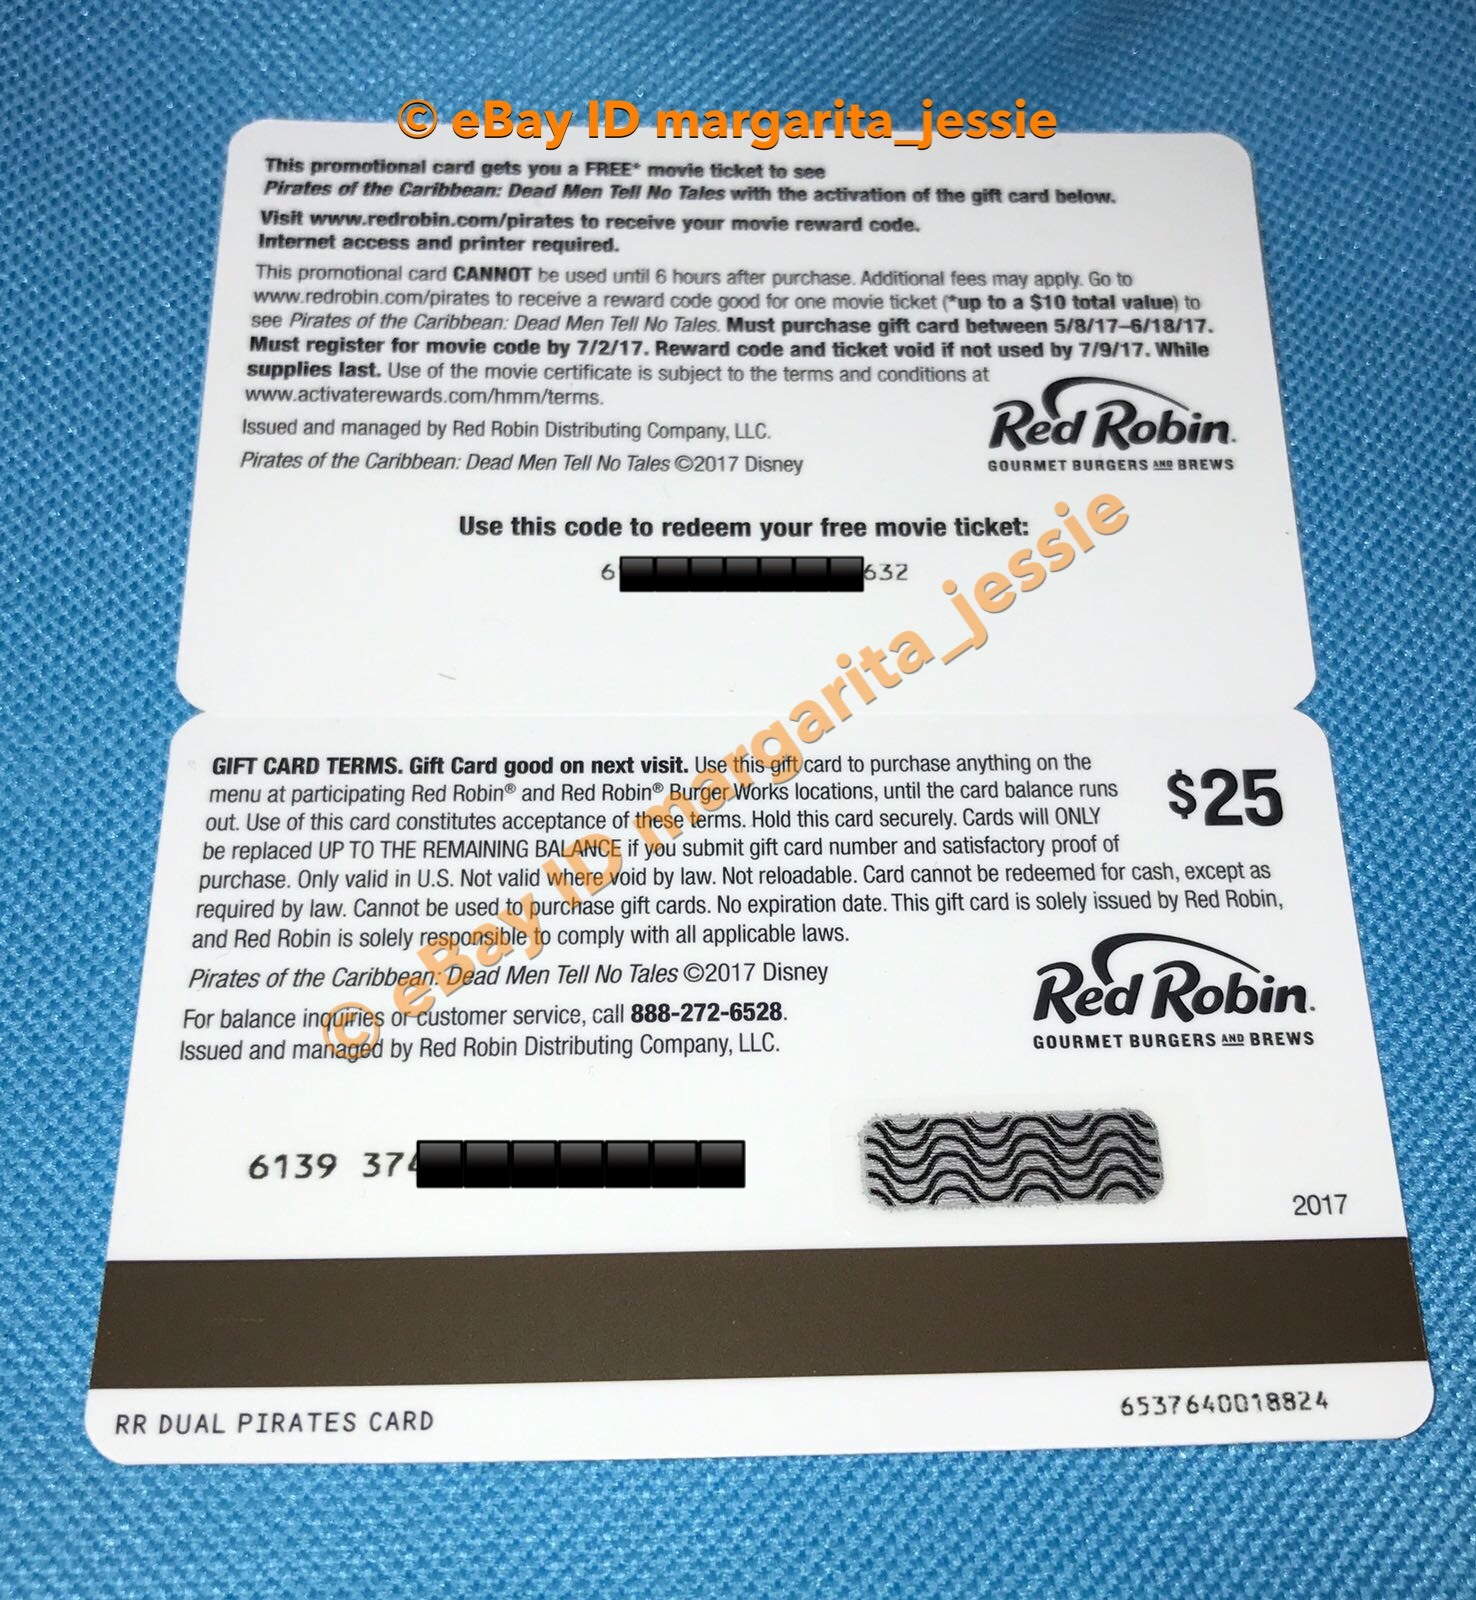 © eBay ID margarita_jessie
This promotional card gets you a FREE* movie ticket to see
Pirates of the Caribbean: Dead Men Tell No Tales with the activation of the gift card below.
Visit www.redrobin.com/pirates to receive your movie reward code.
Internet access and printer required.
This promotional card CANNOT be used until 6 hours after purchase. Additional fees may apply. Go to
www.redrobin.com/pirates to receive a reward code good for one movie ticket (*up to a $10 total value) to
see Pirates of the Caribbean: Dead Men Tell No Tales. Must purchase gift card between 5/8/17–6/18/17.
Must register for movie code by 7/2/17. Reward code and ticket void if not used by 7/9/17. While
supplies last. Use of the movie certificate is subject to the terms and conditions at
www.activaterewards.com/hmm/terms.
Issued and managed by Red Robin Distributing Company, LLC.
Pirates of the Caribbean: Dead Men Tell No Tales ©2017 Disney
Red Robin.
GOURMET BURGERS AND BREWS
Use this code to redeem your free movie ticket:
6 632
© eBay ID margarita_jessie
GIFT CARD TERMS. Gift Card good on next visit. Use this gift card to purchase anything on the
menu at participating Red Robin® and Red Robin® Burger Works locations, until the card balance runs
out. Use of this card constitutes acceptance of these terms. Hold this card securely. Cards will ONLY
be replaced UP TO THE REMAINING BALANCE if you submit gift card number and satisfactory proof of
purchase. Only valid in U.S. Not valid where void by law. Not reloadable. Card cannot be redeemed for cash, except as
required by law. Cannot be used to purchase gift cards. No expiration date. This gift card is solely issued by Red Robin,
and Red Robin is solely responsible to comply with all applicable laws.
$25
Pirates of the Caribbean: Dead Men Tell No Tales ©2017 Disney
For balance inquiries or customer service, call 888-272-6528.
Issued and managed by Red Robin Distributing Company, LLC.
Red Robin.
GOURMET BURGERS AND BREWS
6139 374
2017
RR DUAL PIRATES CARD
6537640018824